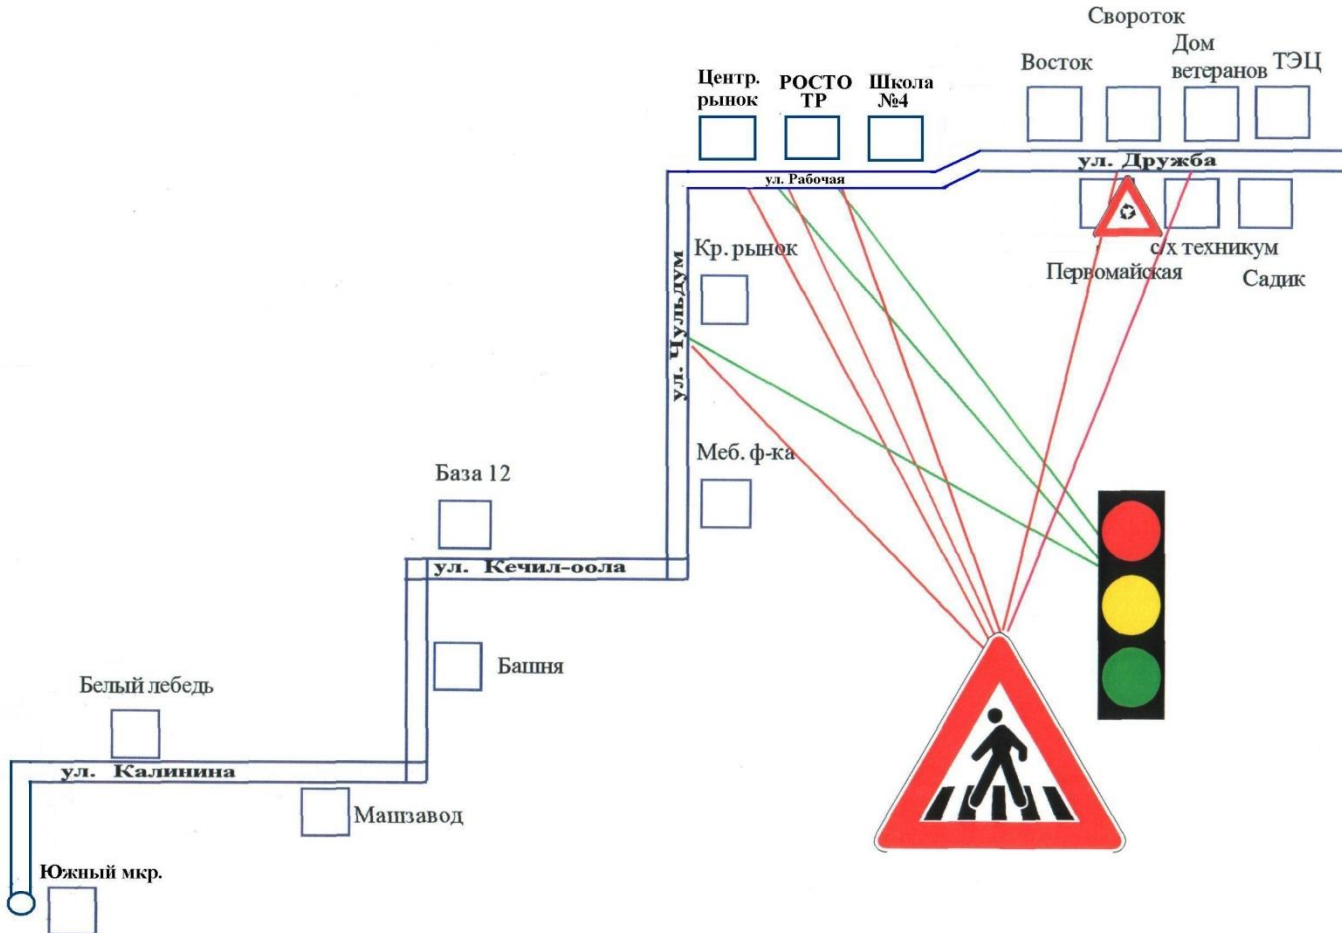 Свороток
Восток
Дом
ветеранов
ТЭЦ
Центр.
рынок
РОСТО
ТР
Школа
№4
ул. Дружба
ул. Рабочая
с/х техникум
Первомайская
Садик
Кр. рынок
ул. Чульдум
Меб. ф-ка
База 12
ул. Кечил-оола
Башня
Белый лебедь
ул. Калинина
Машзавод
Южный мкр.